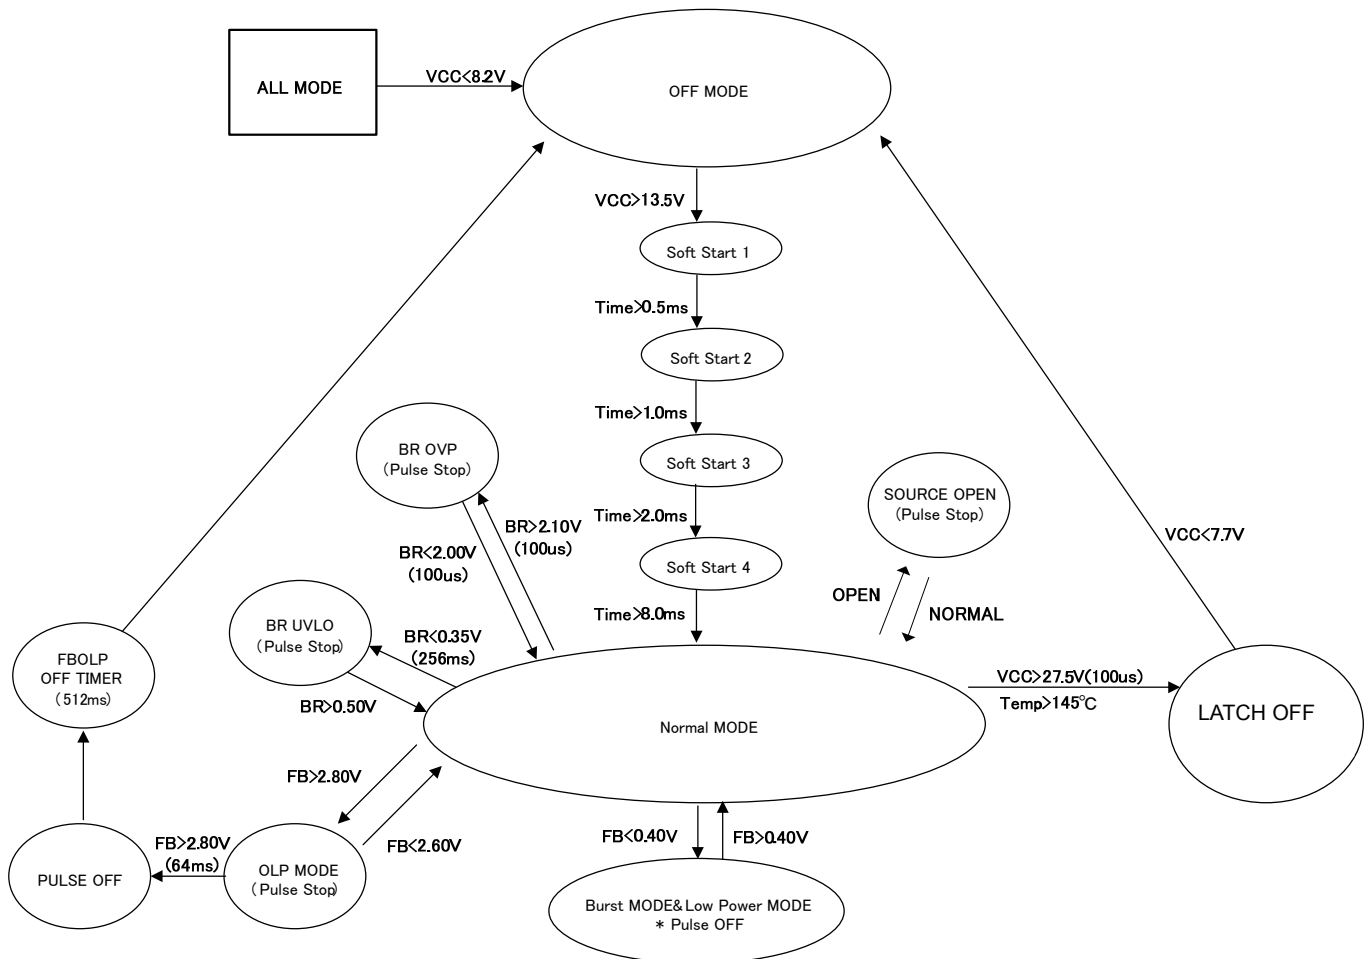 ALL MODE
VCC<8.2V
OFF MODE
VCC>13.5V
Soft Start 1
Time>0.5ms
Soft Start 2
Time>1.0ms
Soft Start 3
Time>2.0ms
Soft Start 4
Time>8.0ms
BR OVP
(Pulse Stop)
BR>2.10V
(100us)
BR<2.00V
(100us)
SOURCE OPEN
(Pulse Stop)
OPEN
NORMAL
VCC<7.7V
BR UVLO
(Pulse Stop)
BR<0.35V
(256ms)
BR>0.50V
FBOLP
OFF TIMER
(512ms)
Normal MODE
VCC>27.5V(100us)
Temp>145℃
LATCH OFF
FB>2.80V
FB<2.60V
FB>2.80V
(64ms)
PULSE OFF
OLP MODE
(Pulse Stop)
FB<0.40V
FB>0.40V
Burst MODE&Low Power MODE
* Pulse OFF